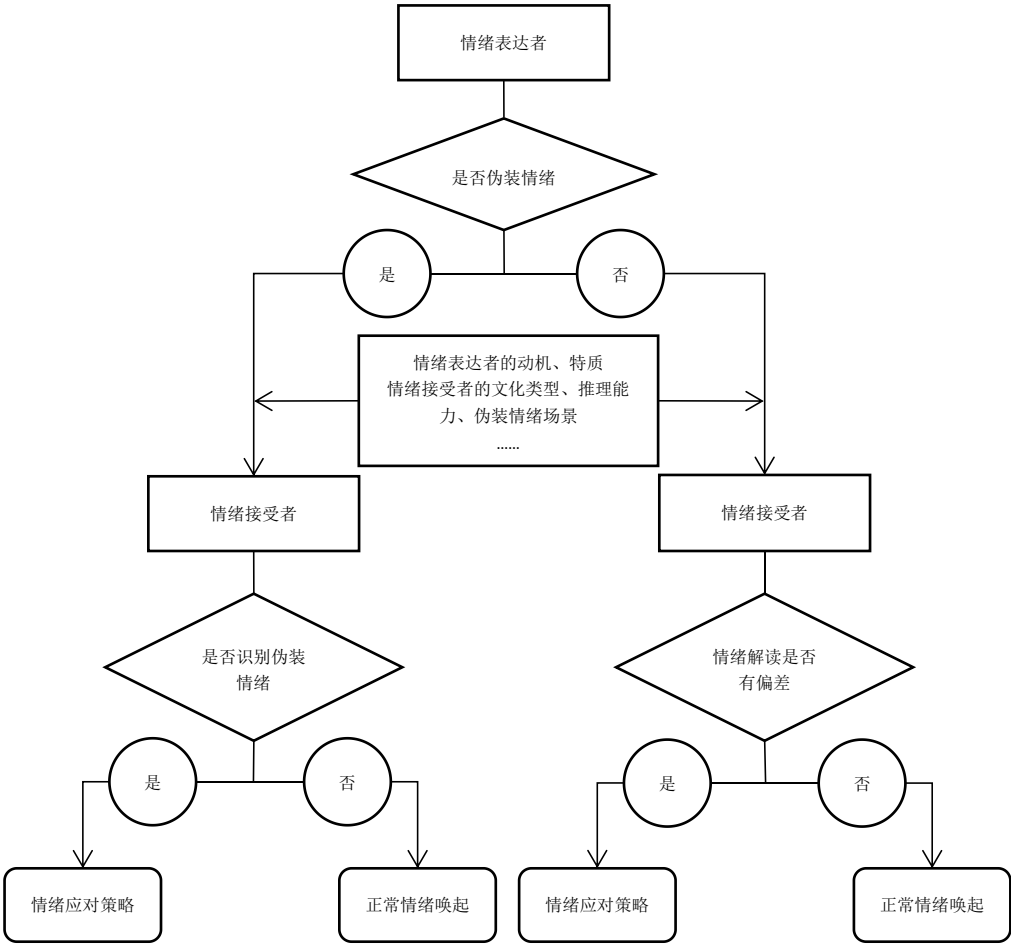 情绪表达者
是否伪装情绪
是
否
情绪表达者的动机、特质
情绪接受者的文化类型、推理能
力、伪装情绪场景
......
情绪接受者
情绪接受者
是否识别伪装
情绪
情绪解读是否
有偏差
是
否
是
否
情绪应对策略
正常情绪唤起
情绪应对策略
正常情绪唤起